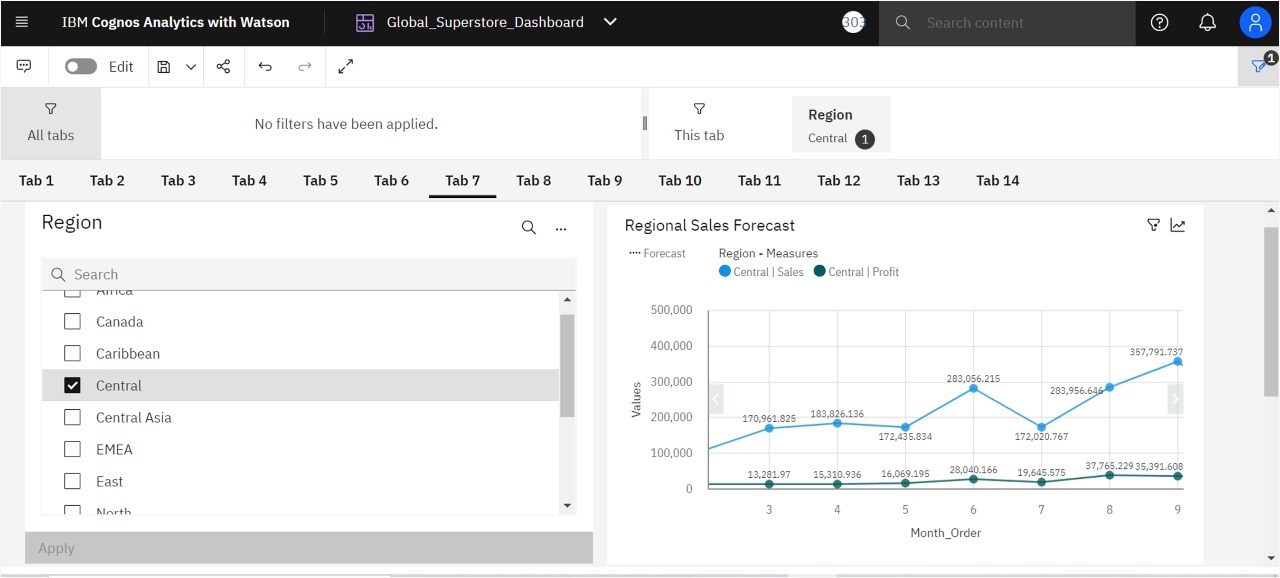 IBM Cognos Analytics with Watson
Global_Superstore_Dashboard
303
Search content
Edit
1
All tabs
No filters have been applied.
This tab
Region
Central 1
Tab 1 Tab 2 Tab 3 Tab 4 Tab 5 Tab 6 Tab 7 Tab 8 Tab 9 Tab 10 Tab 11 Tab 12 Tab 13 Tab 14
Region
Search
Africa
Canada
Caribbean
Central
Central Asia
EMEA
East
North
Apply
Regional Sales Forecast
Forecast
Region - Measures
Central | Sales Central | Profit
Values
500,000
400,000
300,000
200,000
100,000
0
170,961.825 183,826.136 172,435.834 283,056.215 172,020.767 283,956.646 357,791.737
13,281.97 15,310.936 16,069.195 28,040.166 19,645.575 37,765.229 35,391.608
3 4 5 6 7 8 9
Month_Order